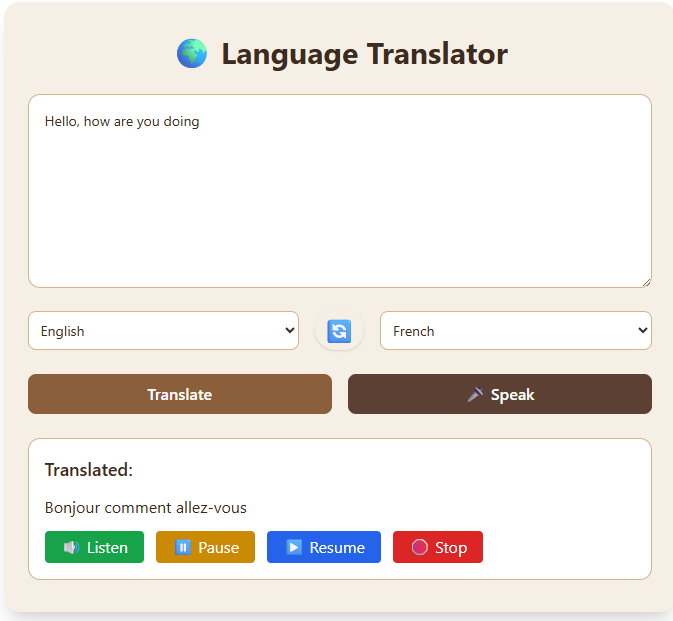 Language Translator
Hello, how are you doing
English
French
Translate
Speak
Translated:
Bonjour comment allez-vous
Listen
Pause
Resume
Stop